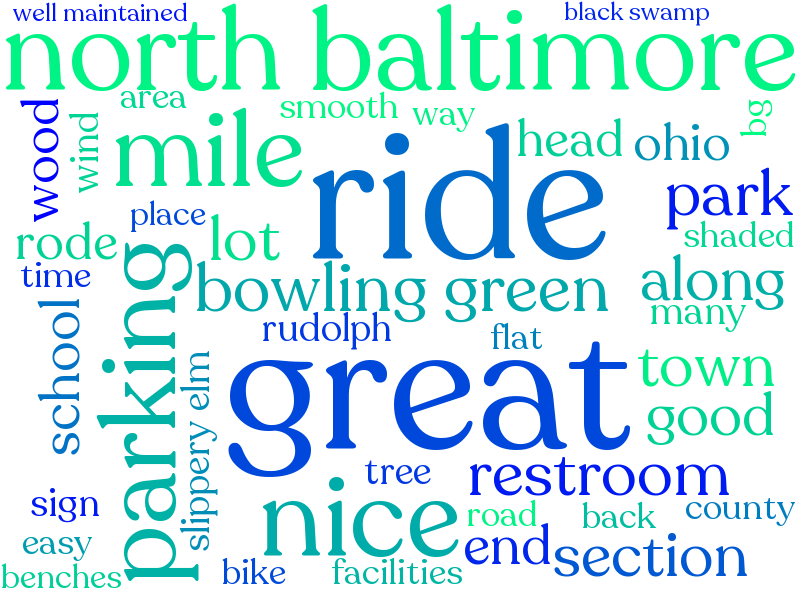 well maintained
black swamp
north baltimore
area
smooth
way
bg
wood
wind
mile
ride
head
ohio
place
park
rode
lot
shaded
time
parking
bowling green
along
school
rudolph
flat
many
slippery elm
great
town
good
tree
restroom
sign
nice
road
back
county
easy
end
section
benches
bike
facilities